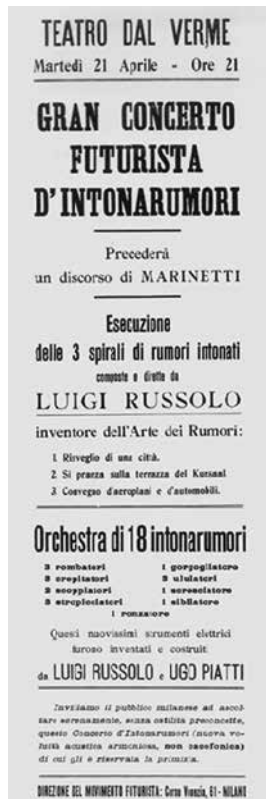 TEATRO DAL VERME
Martedì 21 Aprile - Ore 21
GRAN CONCERTO
FUTURISTA
D'INTONARUMORI
Precederà
un discorso di MARINETTI
Esecuzione
delle 3 spirali di rumori intonati
composte e dirette da
LUIGI RUSSOLO
inventore dell'Arte dei Rumori:
1. Risveglio di una città.
2. Si pranza sulla terrazza del Kursaal
3. Convegno d'aeroplani e d'automobili.
Orchestra di 18 intonarumori
3 rombatori
1 gorgogliatore
3 crepitatori
3 ululatori
2 scoppiatori
1 scrosciatore
3 stropicciatori
1 sibilatore
1 ronzatore
Questi nuovissimi strumenti elettrici
furono inventati e costruiti
da LUIGI RUSSOLO e UGO PIATTI
Invitiamo il pubblico milanese ad ascol-
tare serenamente, senza ostilità preconcette,
questo Concerto d'Intonarumori (nuova vo-
luttà acustica armoniosa, non cacofonica)
di cui gli è riservata la primizia.
DIREZIONE DEL MOVIMENTO FUTURISTA: Corso Venezia, 61 - MILANO